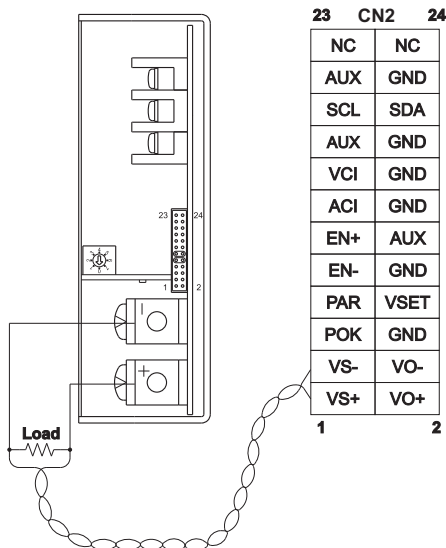 23 CN2 24
NC NC
AUX GND
SCL SDA
AUX GND
VCI GND
ACI GND
EN+ AUX
EN- GND
PAR VSET
POK GND
VS- VO-
VS+ VO+
1 2
23 24
1 2
-
+
Load